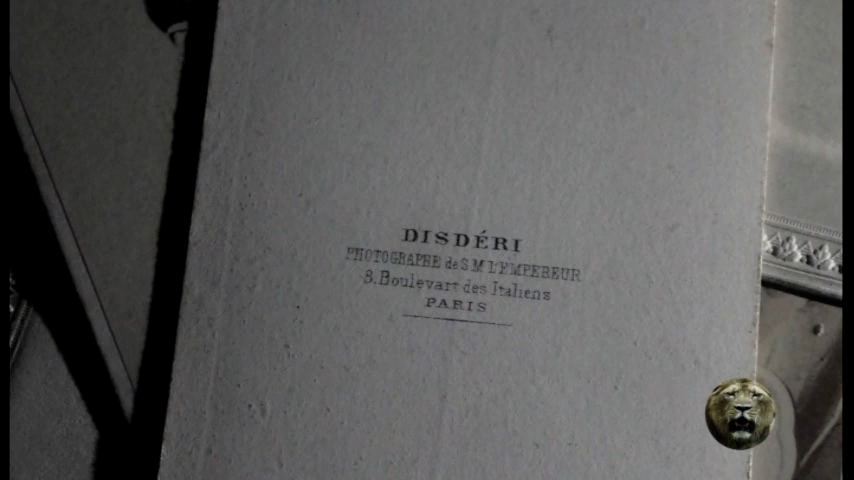 DISDÉRI
PHOTOGRAPHE de S.M L'EMPEREUR
8, Boulevart des Italiens
PARIS